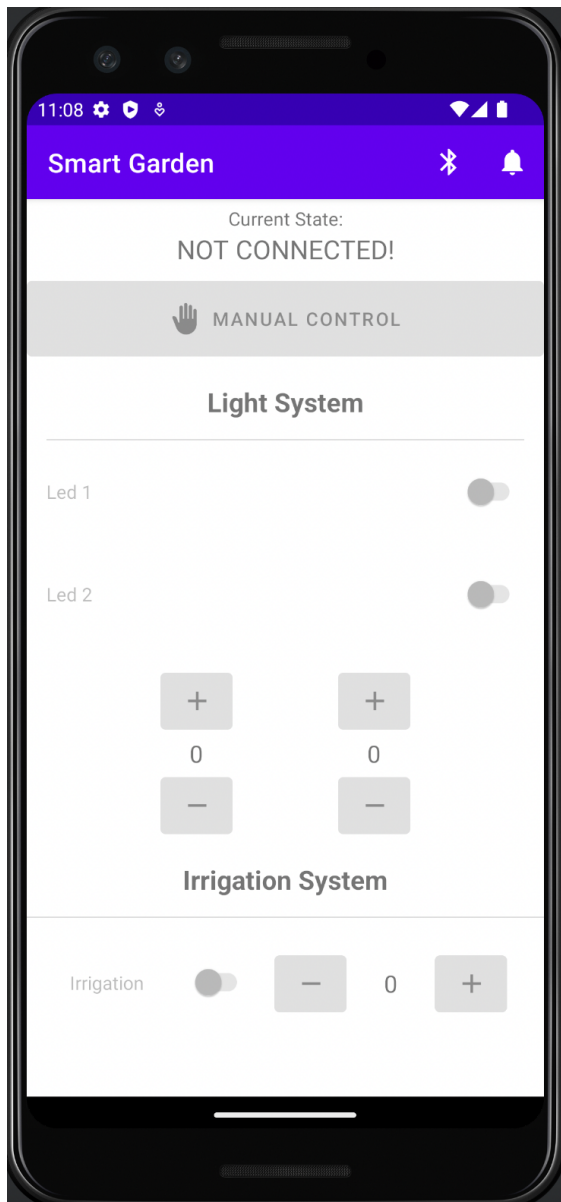 11:08
Smart Garden
Current State:
NOT CONNECTED!
MANUAL CONTROL
Light System
Led 1
Led 2
+ +
0 0
− −
Irrigation System
Irrigation − 0 +